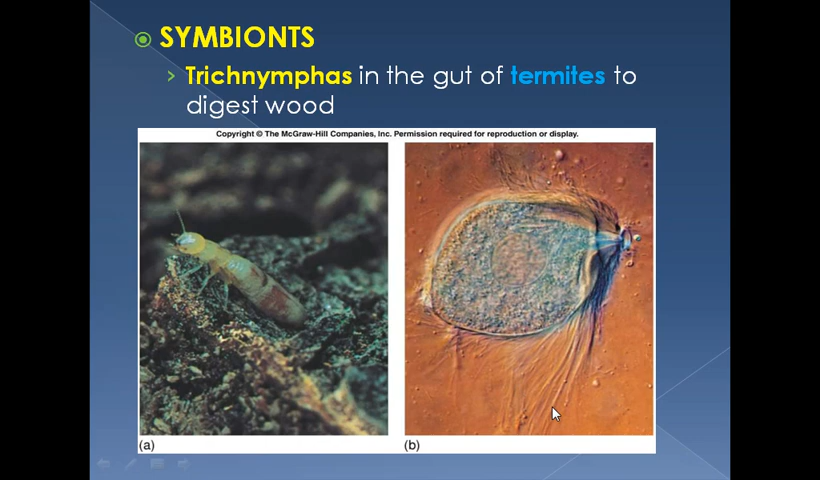 SYMBIONTS
Trichnymphas in the gut of termites to
digest wood
Copyright © The McGraw-Hill Companies, Inc. Permission required for reproduction or display.
(a)
(b)